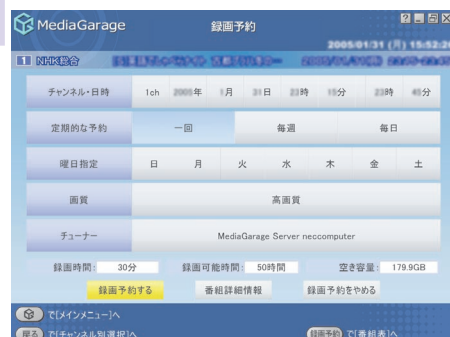 MediaGarage 録画予約
2005/01/31 (月) 15:52:2
1 NHK総合
チャンネル・日時 1ch 2005年 1月 31日 23時 15分 23時 45分
定期的な予約 一回 毎週 毎日
曜日指定 日 月 火 水 木 金 土
画質 高画質
チューナー MediaGarage Server neccomputer
録画時間: 30分 録画可能時間: 50時間 空き容量: 179.9GB
録画予約する 番組詳細情報 録画予約をやめる
で[メインメニュー]へ
戻る で[チャンネル別選択]へ 録画予約 で[番組表]へ